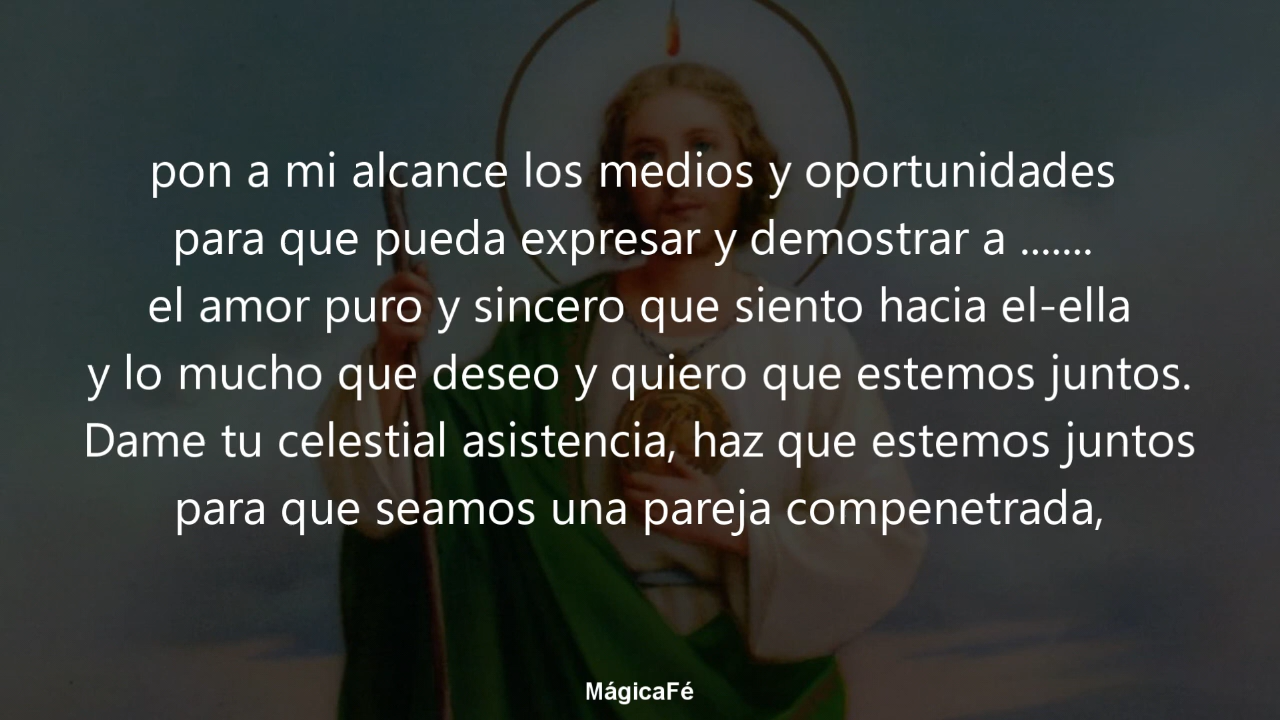 pon a mi alcance los medios y oportunidades
para que pueda expresar y demostrar a .......
el amor puro y sincero que siento hacia el-ella
y lo mucho que deseo y quiero que estemos juntos.
Dame tu celestial asistencia, haz que estemos juntos
para que seamos una pareja compenetrada,
MágicaFé